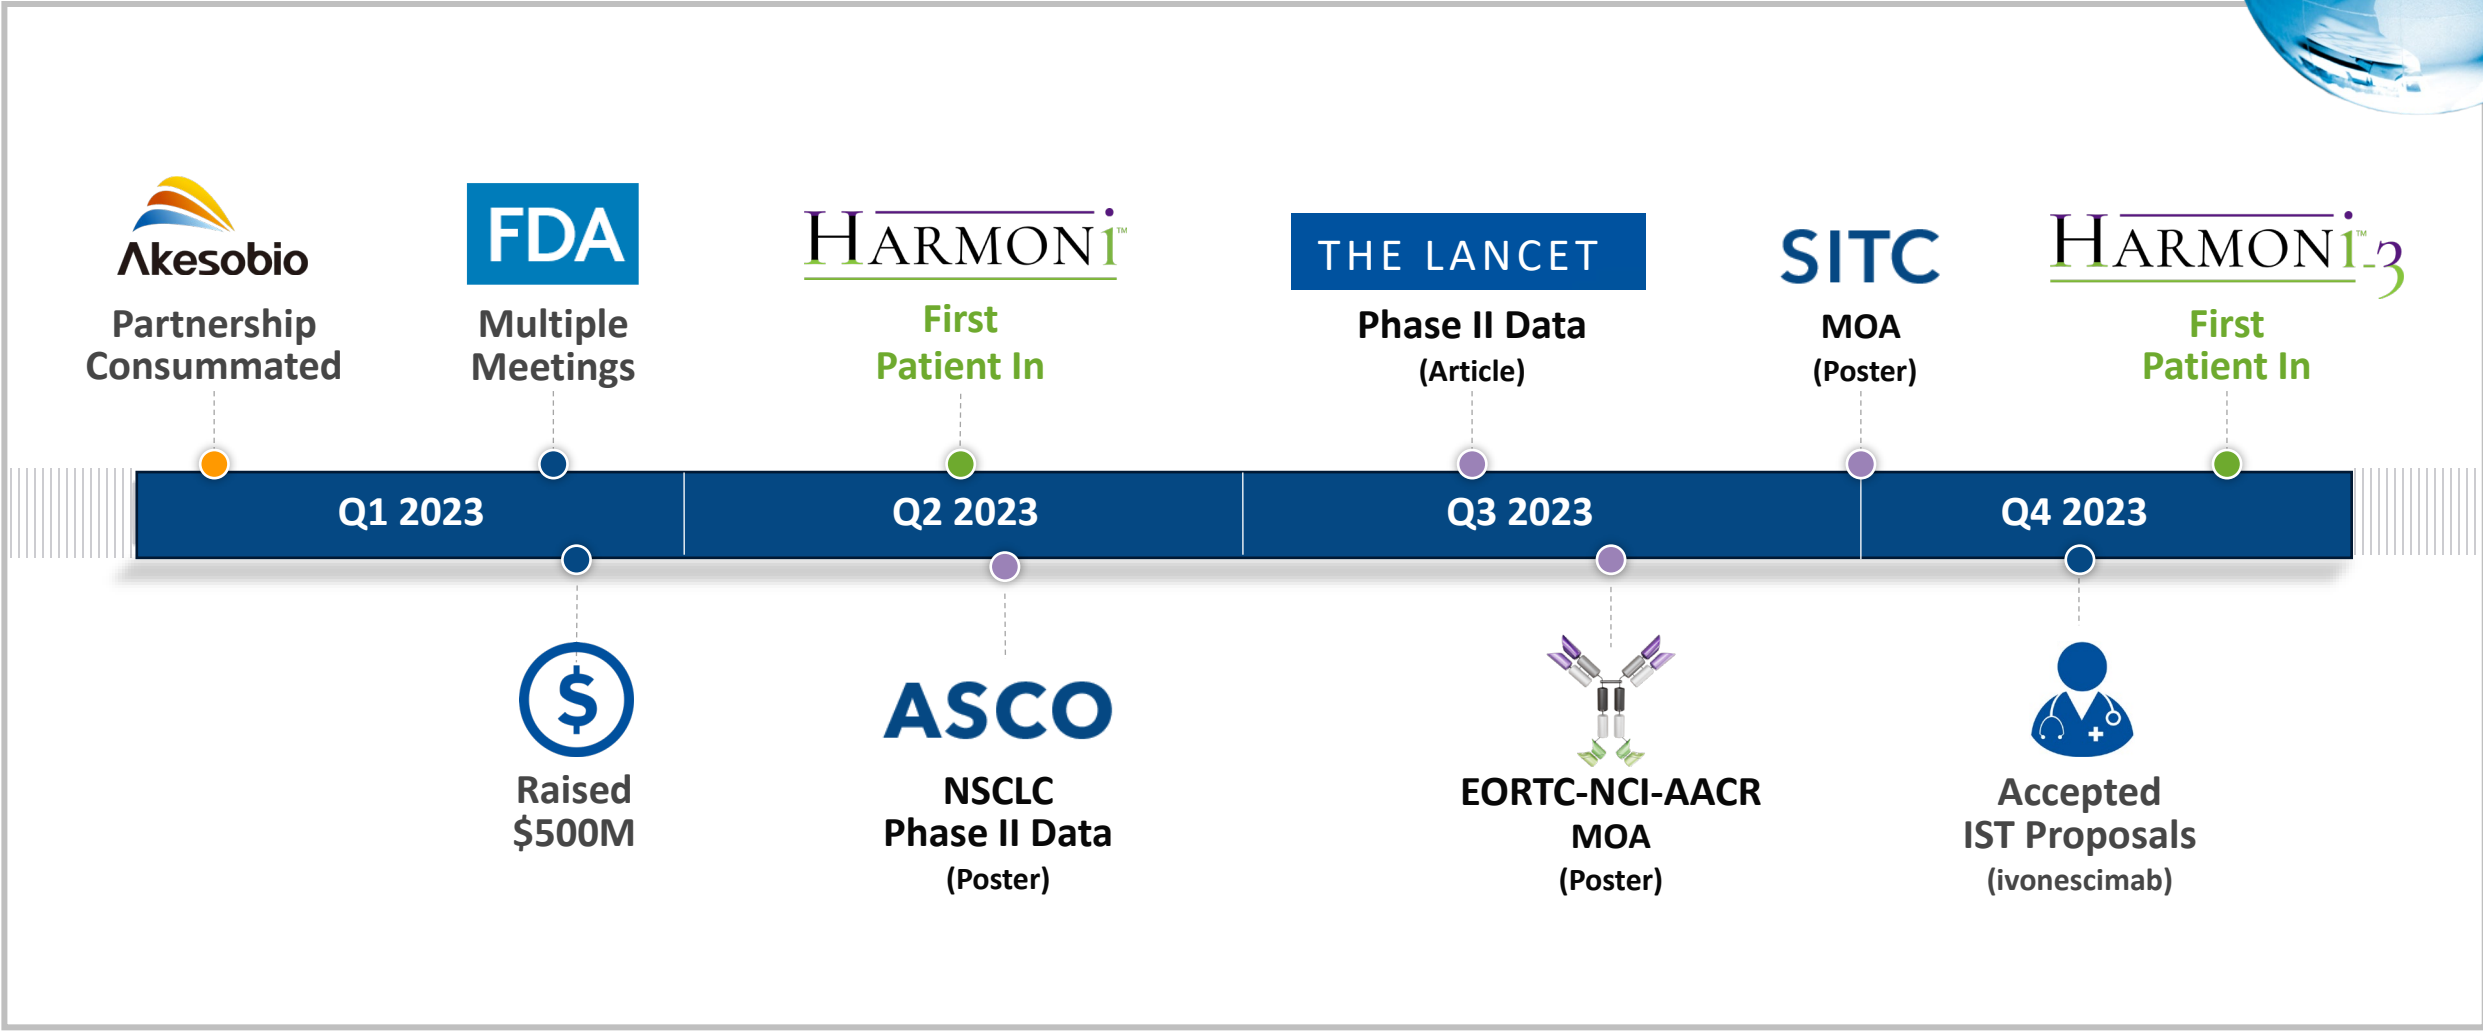 Akesobio
Partnership
Consummated
FDA
Multiple
Meetings
HARMONi™
First
Patient In
THE LANCET
Phase II Data
(Article)
SITC
MOA
(Poster)
HARMONi™-3
First
Patient In
Q1 2023
Q2 2023
Q3 2023
Q4 2023
$
Raised
$500M
ASCO
NSCLC
Phase II Data
(Poster)
EORTC-NCI-AACR
MOA
(Poster)
Accepted
IST Proposals
(ivonescimab)